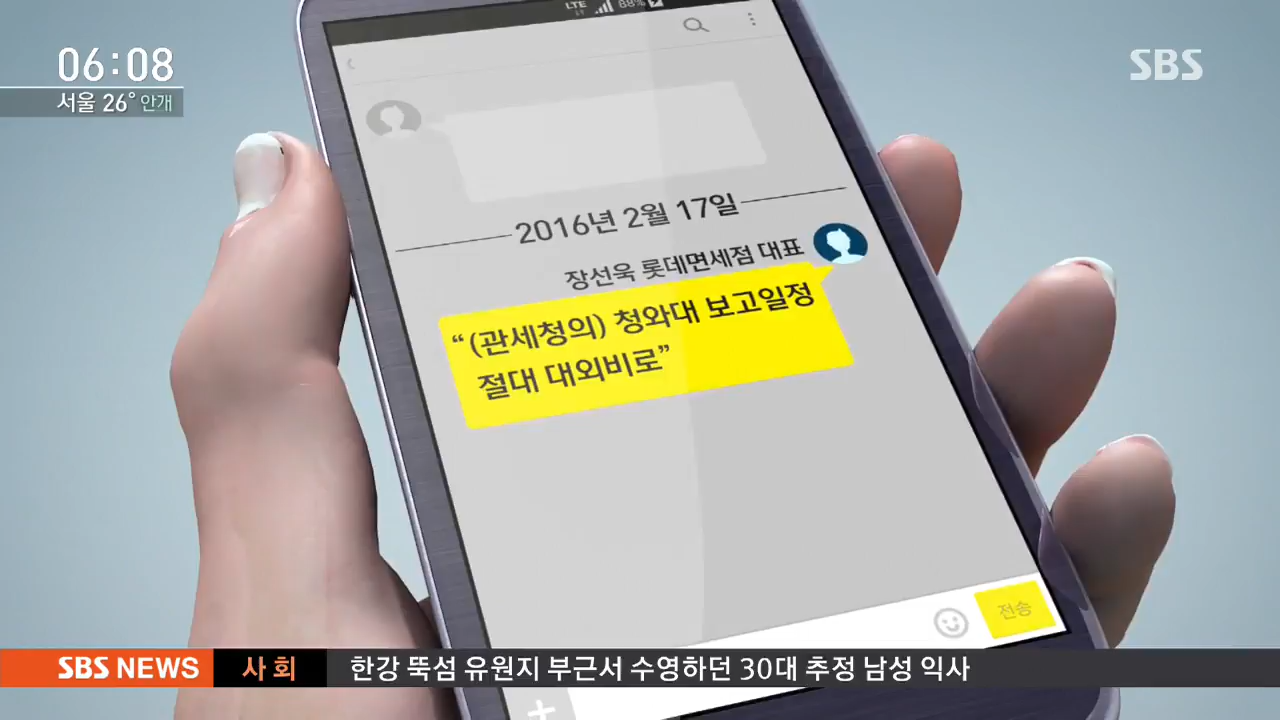 LTE 88%
06:08
SBS
서울 26° 안개
2016년 2월 17일
장선욱 롯데면세점 대표
“(관세청의) 청와대 보고일정
절대 대외비로”
전송
SBS NEWS 사회 한강 뚝섬 유원지 부근서 수영하던 30대 추정 남성 익사